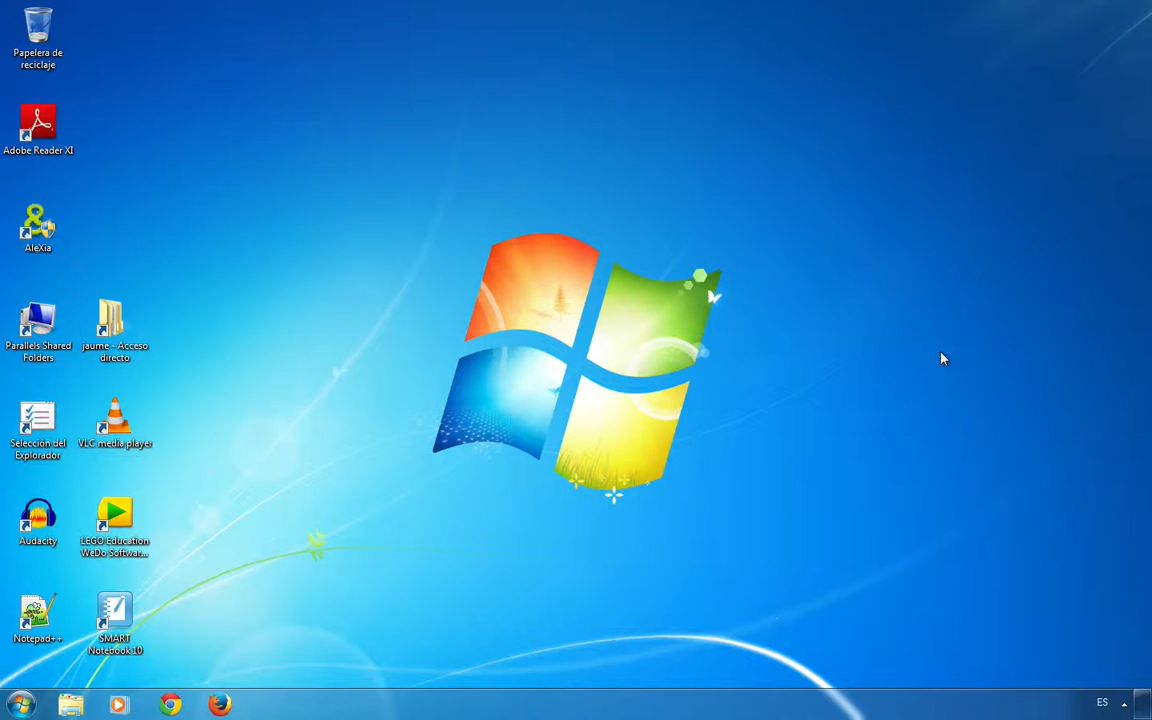 Papelera de
reciclaje
Adobe Reader XI
AleXia
Parallels Shared
Folders
jaume - Acceso
directo
Selección del
Explorador
VLC media player
Audacity
LEGO Education
WeDo Softwar...
Notepad++
SMART
Notebook 10
ES